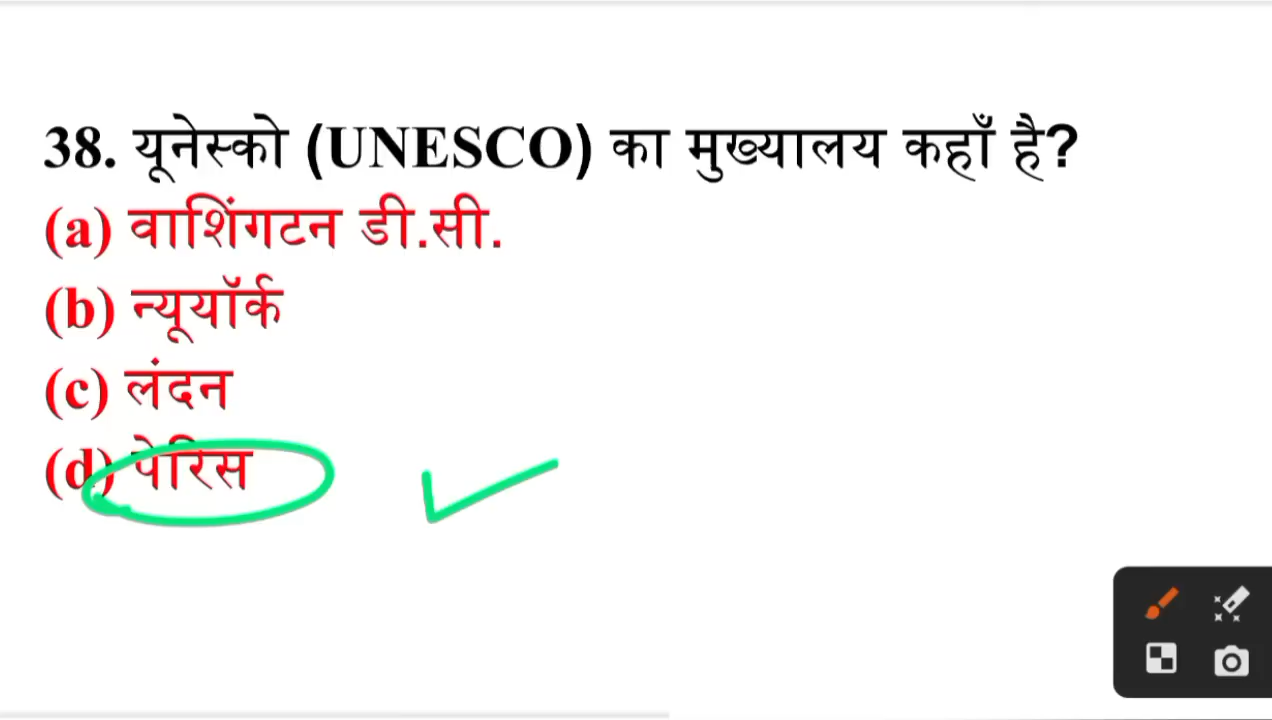 38. यूनेस्को (UNESCO) का मुख्यालय कहाँ है?
(a) वाशिंगटन डी.सी.
(b) न्यूयॉर्क
(c) लंदन
(d) पेरिस